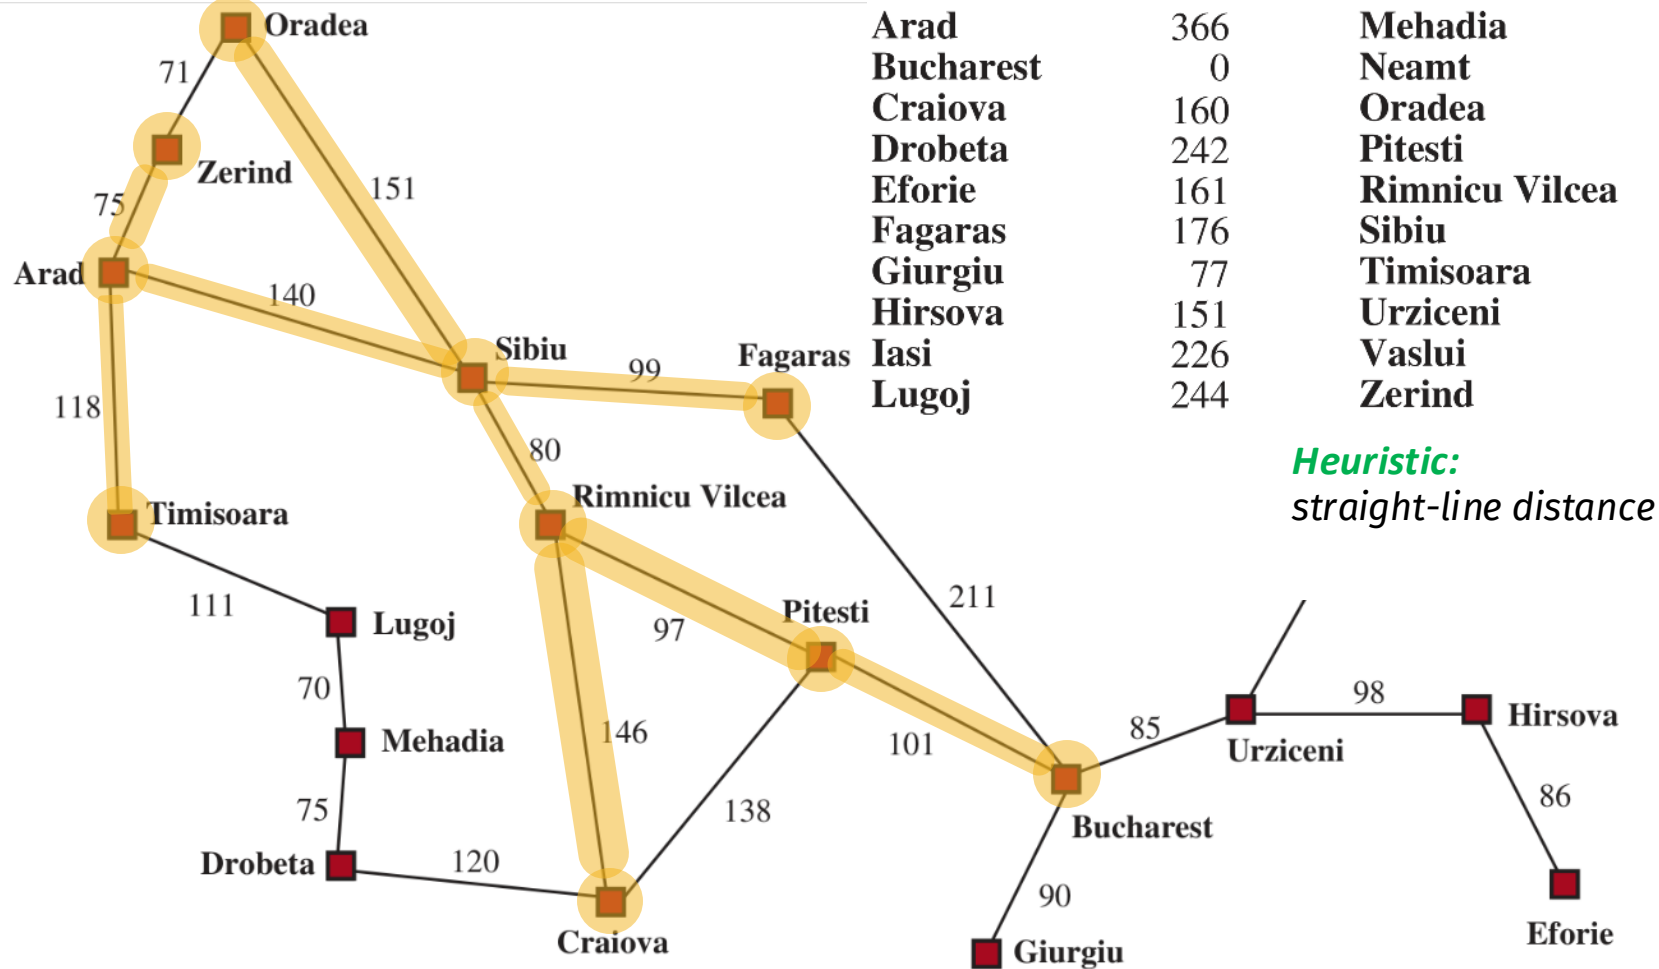 Oradea
71
Zerind
151
75
Arad
140
Sibiu
99
Fagaras
118
80
Timisoara
Rimnicu Vilcea
111
Lugoj
97
Pitesti
211
70
Mehadia
146
101
85
98
Urziceni
Hirsova
75
138
86
Drobeta
120
Bucharest
90
Craiova
Giurgiu
Eforie
Arad 366 Mehadia
Bucharest 0 Neamt
Craiova 160 Oradea
Drobeta 242 Pitesti
Eforie 161 Rimnicu Vilcea
Fagaras 176 Sibiu
Giurgiu 77 Timisoara
Hirsova 151 Urziceni
Iasi 226 Vaslui
Lugoj 244 Zerind
Heuristic:
straight-line distance